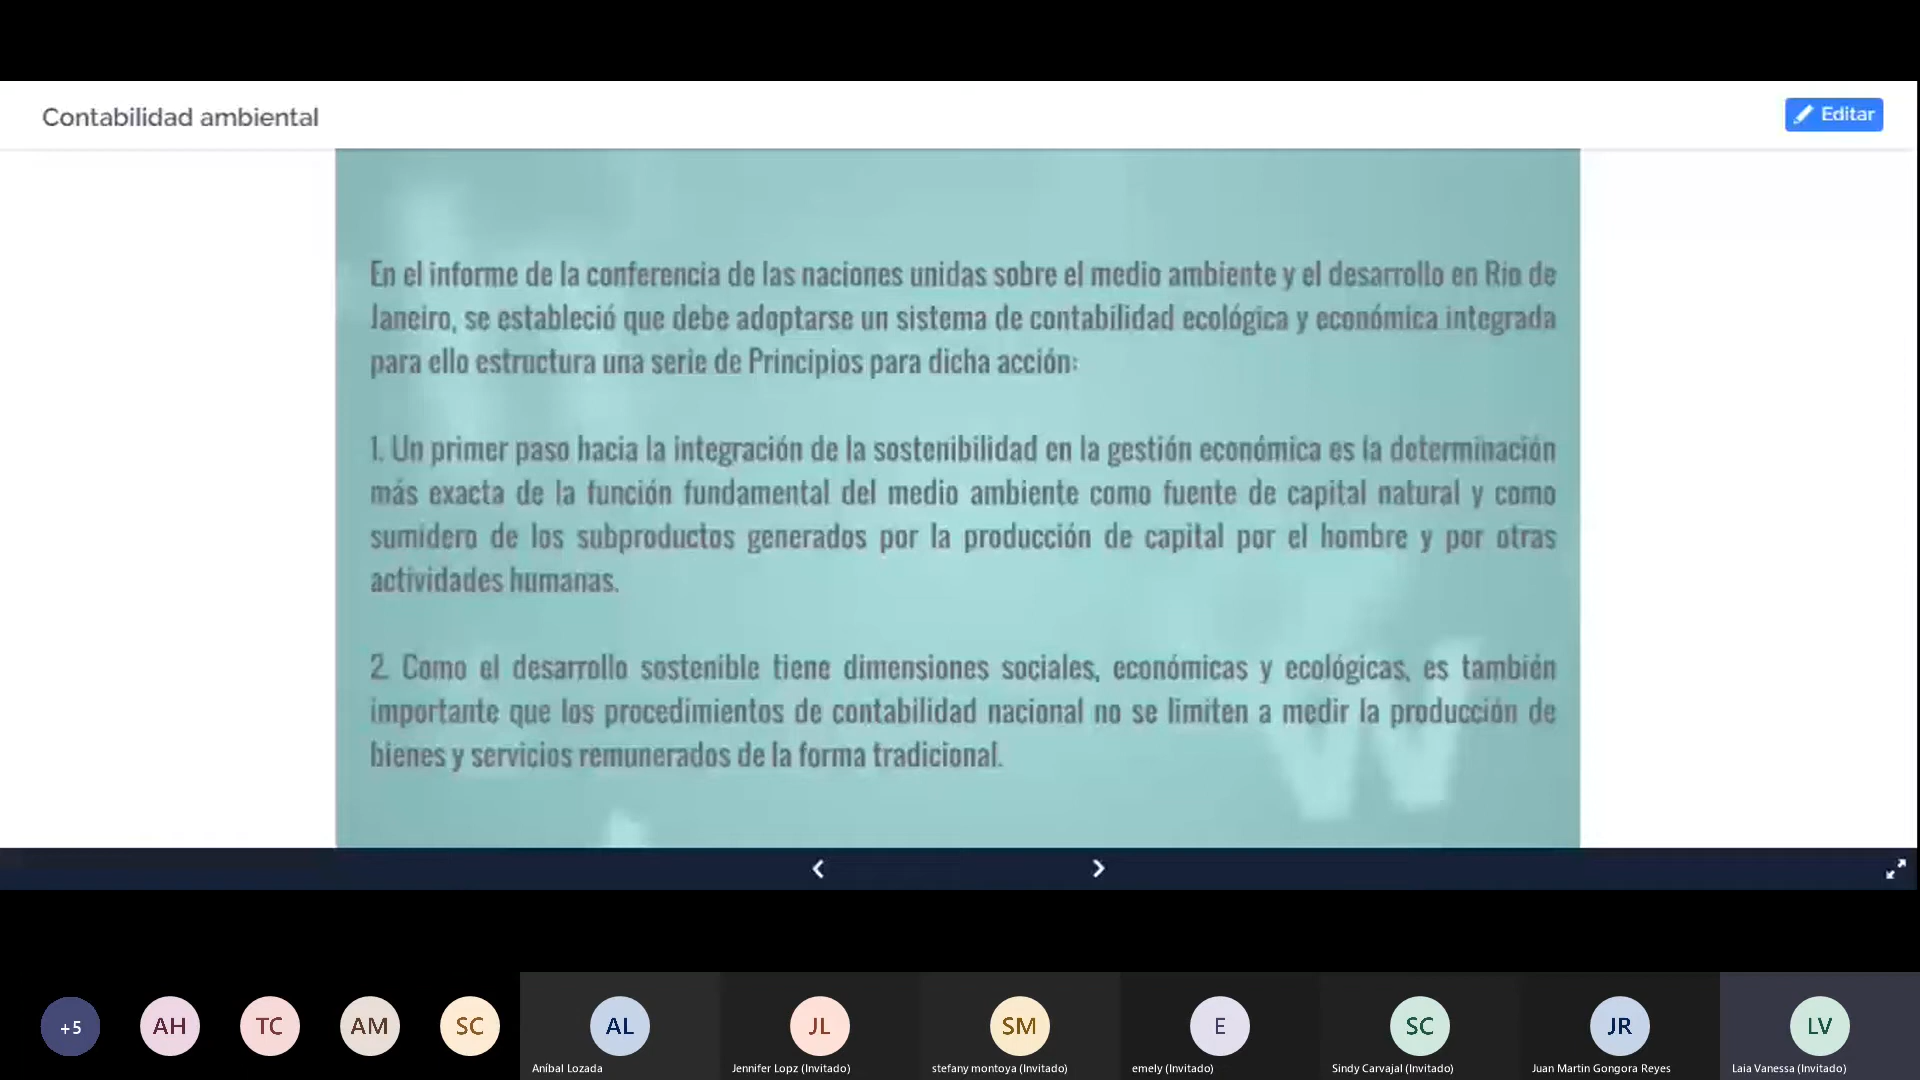 Contabilidad ambiental
Editar
En el informe de la conferencia de las naciones unidas sobre el medio ambiente y el desarrollo en Rio de
Janeiro, se estableció que debe adoptarse un sistema de contabilidad ecológica y económica integrada
para ello estructura una serie de Principios para dicha acción:
1. Un primer paso hacia la integración de la sostenibilidad en la gestión económica es la determinación
más exacta de la función fundamental del medio ambiente como fuente de capital natural y como
sumidero de los subproductos generados por la producción de capital por el hombre y por otras
actividades humanas.
2. Como el desarrollo sostenible tiene dimensiones sociales, económicas y ecológicas, es también
importante que los procedimientos de contabilidad nacional no se limiten a medir la producción de
bienes y servicios remunerados de la forma tradicional.
+5 AH TC AM SC AL JL SM E SC JR LV
Aníbal Lozada Jennifer Lopz (Invitado) stefany montoya (Invitado) emely (Invitado) Sindy Carvajal (Invitado) Juan Martin Gongora Reyes Laia Vanessa (Invitado)